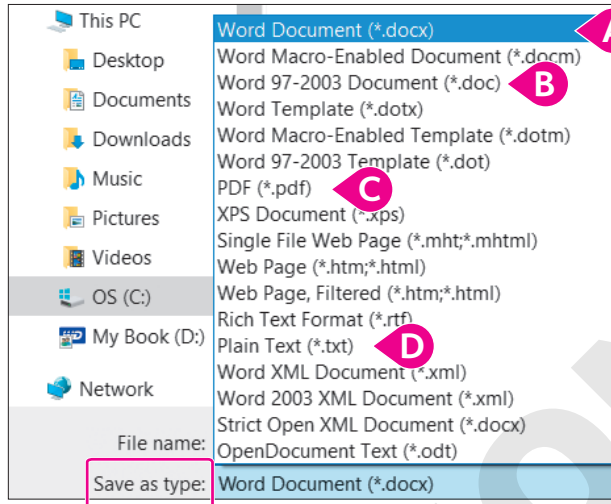 This PC
Desktop
Documents
Downloads
Music
Pictures
Videos
OS (C:)
My Book (D:)
Network
Word Document (*.docx)
A
Word Macro-Enabled Document (*.docm)
Word 97-2003 Document (*.doc)
B
Word Template (*.dotx)
Word Macro-Enabled Template (*.dotm)
Word 97-2003 Template (*.dot)
PDF (*.pdf)
C
XPS Document (*.xps)
Single File Web Page (*.mht;*.mhtml)
Web Page (*.htm;*.html)
Web Page, Filtered (*.htm;*.html)
Rich Text Format (*.rtf)
Plain Text (*.txt)
D
Word XML Document (*.xml)
Word 2003 XML Document (*.xml)
Strict Open XML Document (*.docx)
OpenDocument Text (*.odt)
File name:
Save as type: Word Document (*.docx)